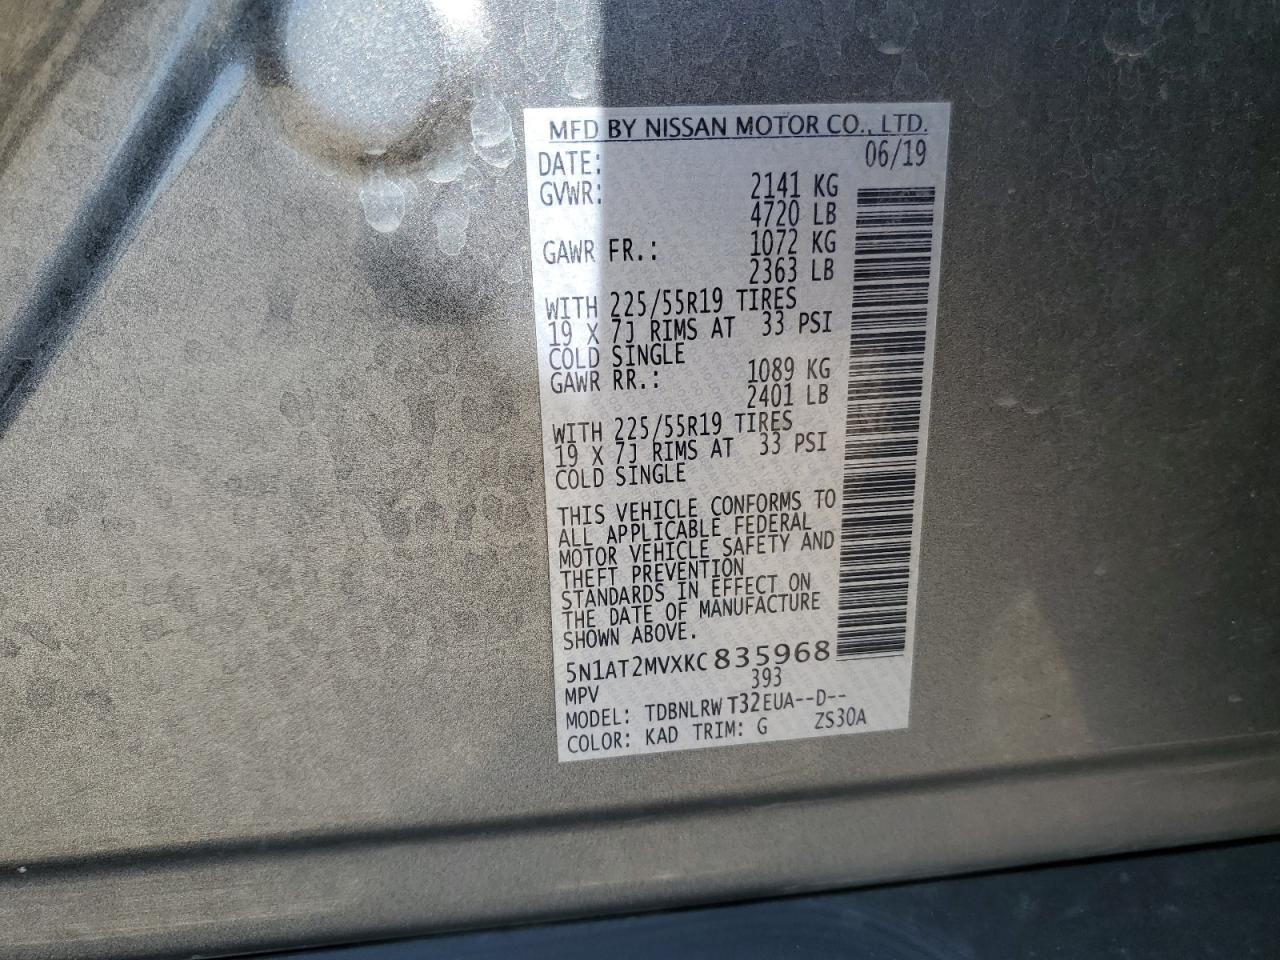 MFD BY NISSAN MOTOR CO., LTD.
DATE: 06/19
GVWR: 2141 KG
4720 LB
GAWR FR.: 1072 KG
2363 LB
WITH 225/55R19 TIRES
19 X 7J RIMS AT 33 PSI
COLD SINGLE
GAWR RR.: 1089 KG
2401 LB
WITH 225/55R19 TIRES
19 X 7J RIMS AT 33 PSI
COLD SINGLE
THIS VEHICLE CONFORMS TO
ALL APPLICABLE FEDERAL
MOTOR VEHICLE SAFETY AND
THEFT PREVENTION
STANDARDS IN EFFECT ON
THE DATE OF MANUFACTURE
SHOWN ABOVE.
5N1AT2MVXKC835968
MPV 393
MODEL: TDBNLRW T32EUA--D--
COLOR: KAD TRIM: G ZS30A